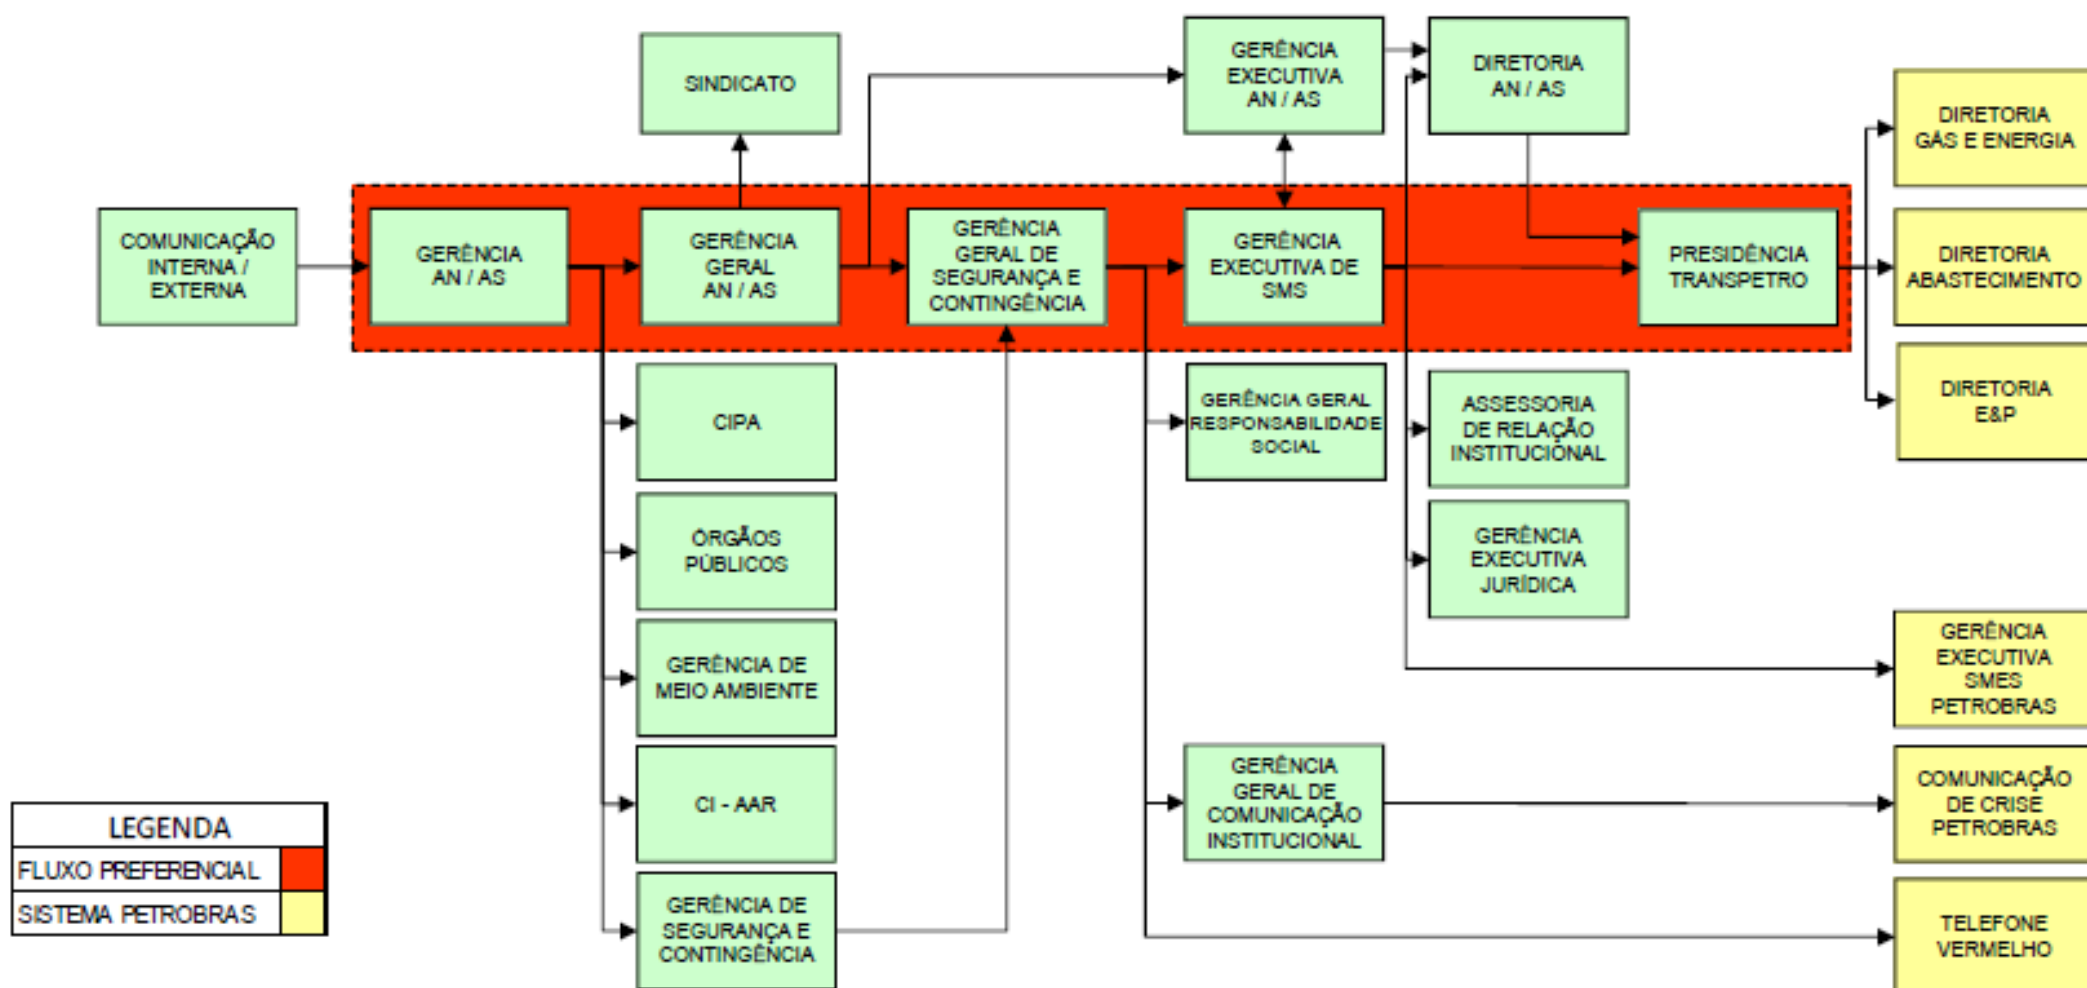 SINDICATO
GERÊNCIA
EXECUTIVA
AN / AS
DIRETORIA
AN / AS
DIRETORIA
GÁS E ENERGIA
COMUNICAÇÃO
INTERNA /
EXTERNA
GERÊNCIA
AN / AS
GERÊNCIA
GERAL
AN / AS
GERÊNCIA
GERAL DE
SEGURANÇA E
CONTINGÊNCIA
GERÊNCIA
EXECUTIVA DE
SMS
PRESIDÊNCIA
TRANSPETRO
DIRETORIA
ABASTECIMENTO
DIRETORIA
E&P
CIPA
GERÊNCIA GERAL
RESPONSABILIDADE
SOCIAL
ASSESSORIA
DE RELAÇÃO
INSTITUCIONAL
ÓRGÃOS
PÚBLICOS
GERÊNCIA
EXECUTIVA
JURÍDICA
GERÊNCIA DE
MEIO AMBIENTE
GERÊNCIA
EXECUTIVA
SMES
PETROBRAS
CI - AAR
GERÊNCIA
GERAL DE
COMUNICAÇÃO
INSTITUCIONAL
COMUNICAÇÃO
DE CRISE
PETROBRAS
GERÊNCIA DE
SEGURANÇA E
CONTINGÊNCIA
TELEFONE
VERMELHO
LEGENDA
FLUXO PREFERENCIAL
SISTEMA PETROBRAS